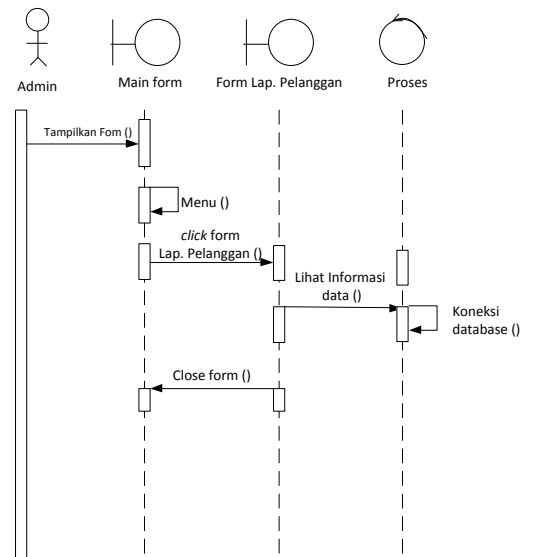 Admin
Main form
Form Lap. Pelanggan
Proses
Tampilkan Fom ()
Menu ()
click form
Lap. Pelanggan ()
Lihat Informasi
data ()
Koneksi
database ()
Close form ()